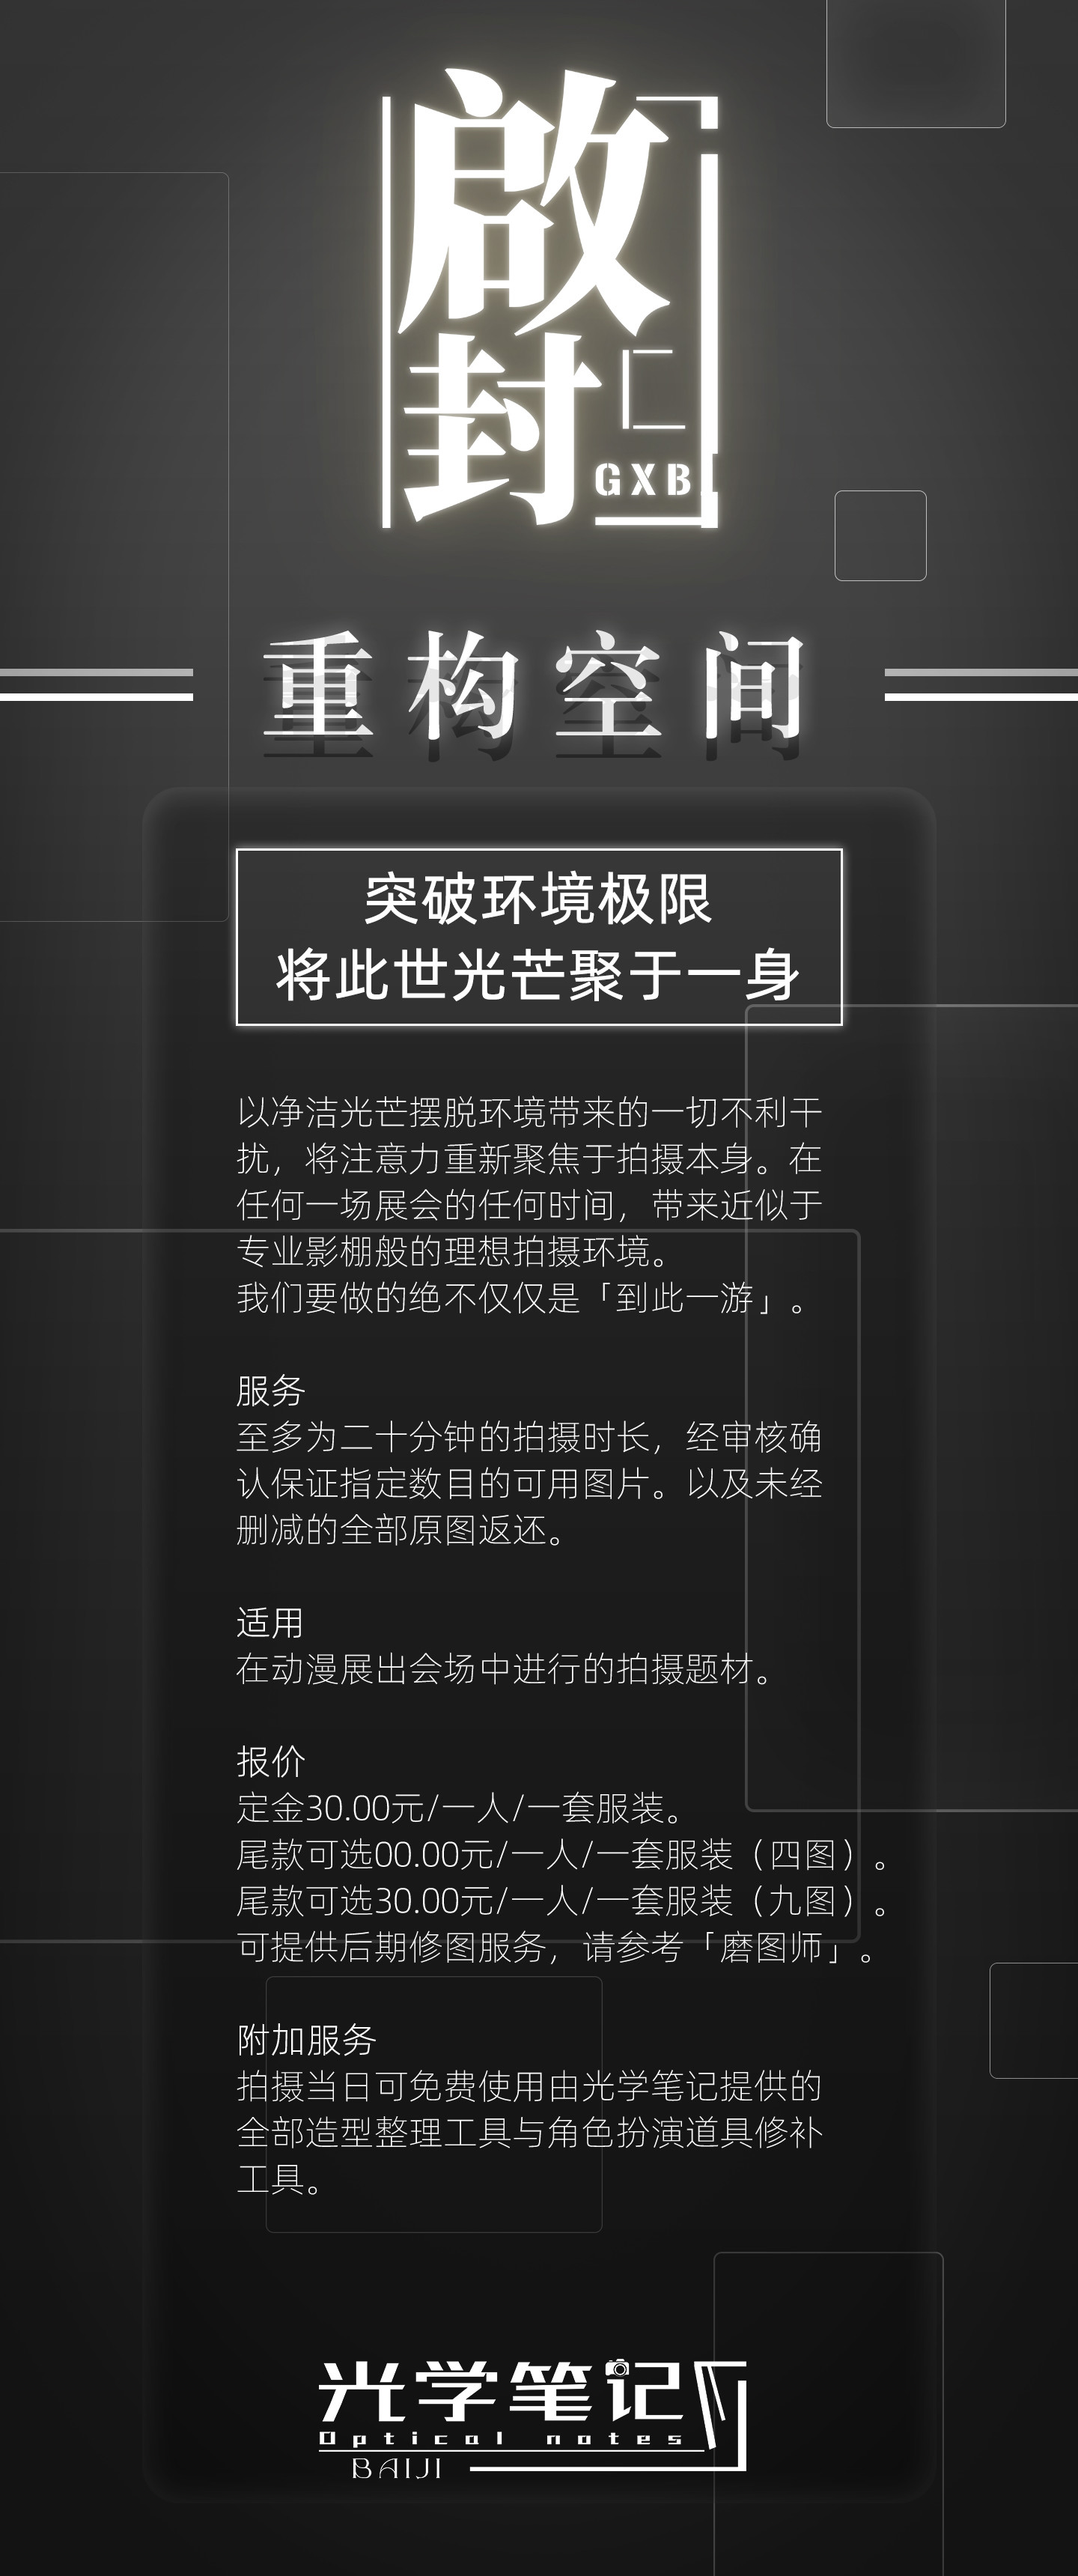 啟
封
GXB
重构空间
突破环境极限
将此世光芒聚于一身
以净洁光芒摆脱环境带来的一切不利干
扰，将注意力重新聚焦于拍摄本身。在
任何一场展会的任何时间，带来近似于
专业影棚般的理想拍摄环境。
我们要做的绝不仅仅是「到此一游」。
服务
至多为二十分钟的拍摄时长，经审核确
认保证指定数目的可用图片。以及未经
删减的全部原图返还。
适用
在动漫展出会场中进行的拍摄题材。
报价
定金30.00元/一人/一套服装。
尾款可选00.00元/一人/一套服装（四图）。
尾款可选30.00元/一人/一套服装（九图）。
可提供后期修图服务，请参考「磨图师」。
附加服务
拍摄当日可免费使用由光学笔记提供的
全部造型整理工具与角色扮演道具修补
工具。
光学笔记
Optical notes
BAIJI